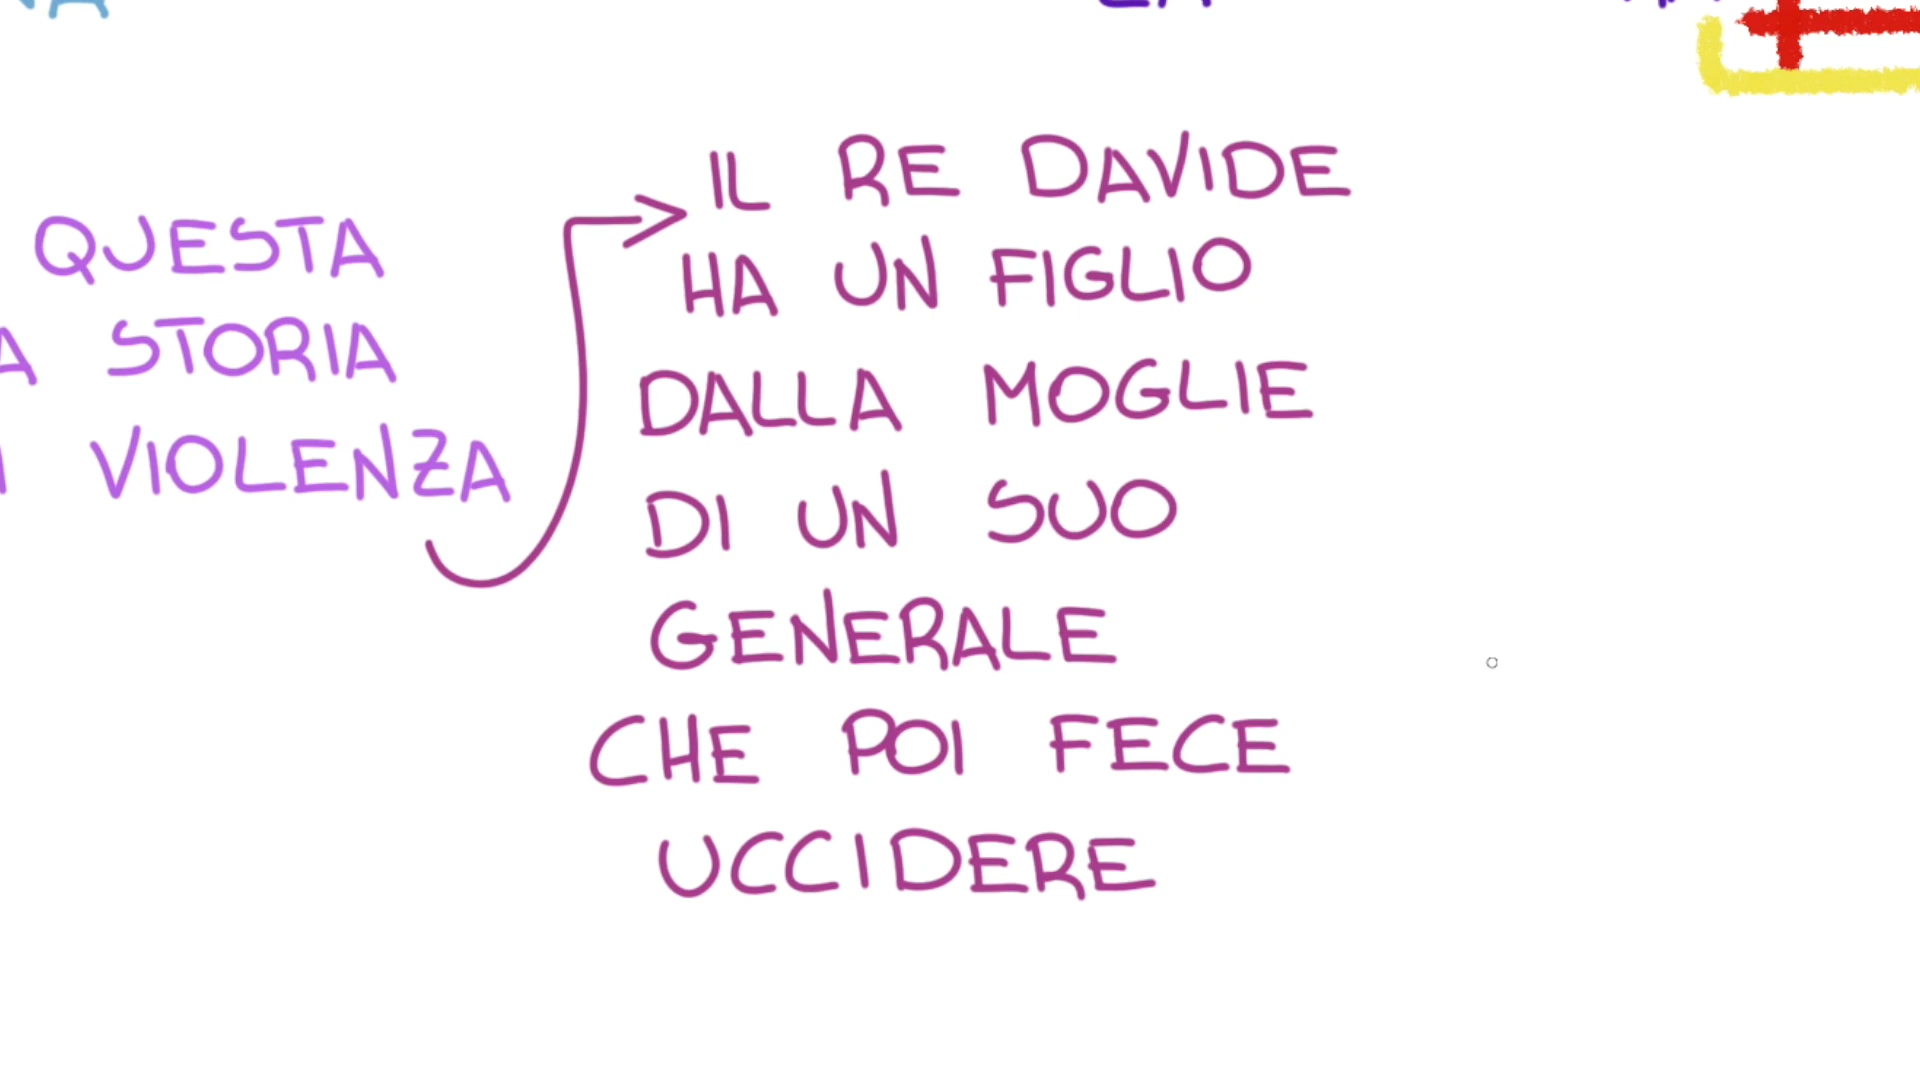 QUESTA
STORIA
VIOLENZA
IL RE DAVIDE
HA UN FIGLIO
DALLA MOGLIE
DI UN SUO
GENERALE
CHE POI FECE
UCCIDERE